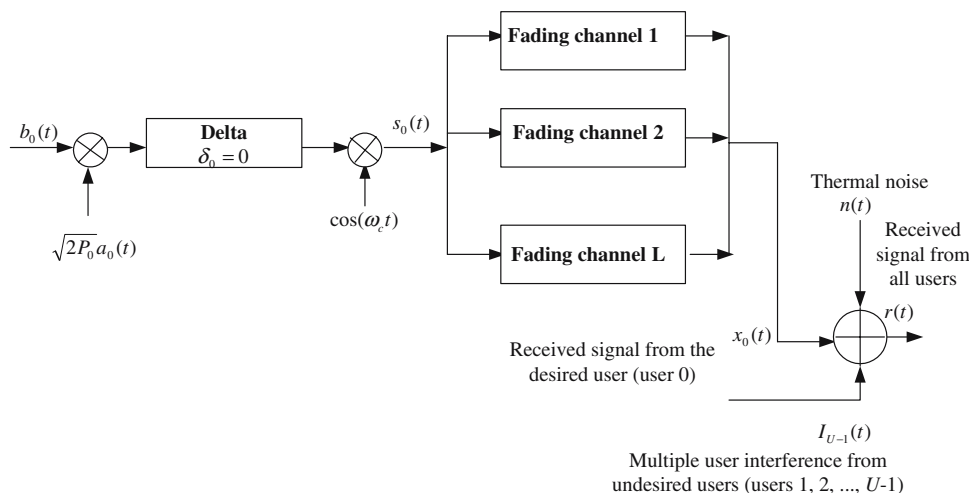 Fading channel 1
b₀(t)
Delta
δ₀ = 0
s₀(t)
Fading channel 2
√2P₀ a₀(t)
cos(ω_c t)
Fading channel L
Thermal noise
n(t)
Received
signal from
all users
r(t)
x₀(t)
Received signal from the
desired user (user 0)
I_{U-1}(t)
Multiple user interference from
undesired users (users 1, 2, ..., U-1)